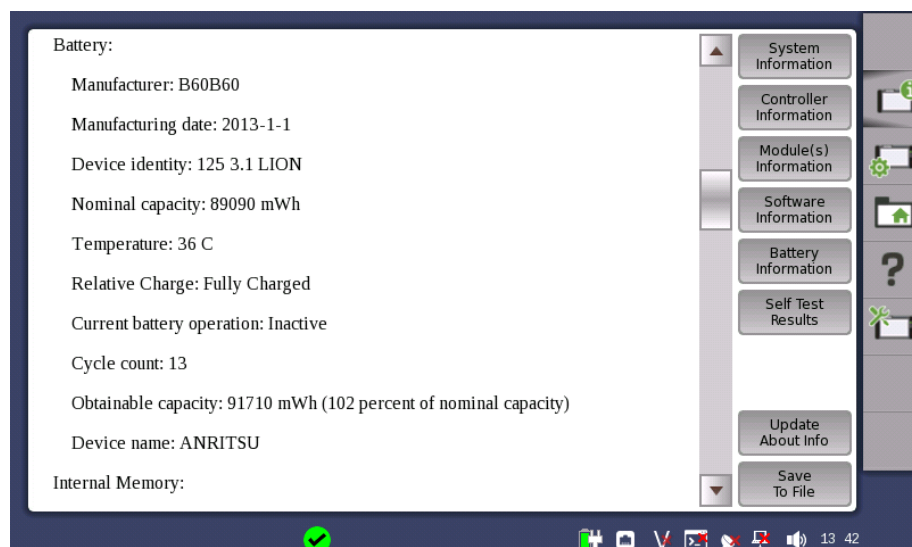 Battery:
Manufacturer: B60B60
Manufacturing date: 2013-1-1
Device identity: 125 3.1 LION
Nominal capacity: 89090 mWh
Temperature: 36 C
Relative Charge: Fully Charged
Current battery operation: Inactive
Cycle count: 13
Obtainable capacity: 91710 mWh (102 percent of nominal capacity)
Device name: ANRITSU
Internal Memory:
System
Information
Controller
Information
Module(s)
Information
Software
Information
Battery
Information
Self Test
Results
Update
About Info
Save
To File
13 42